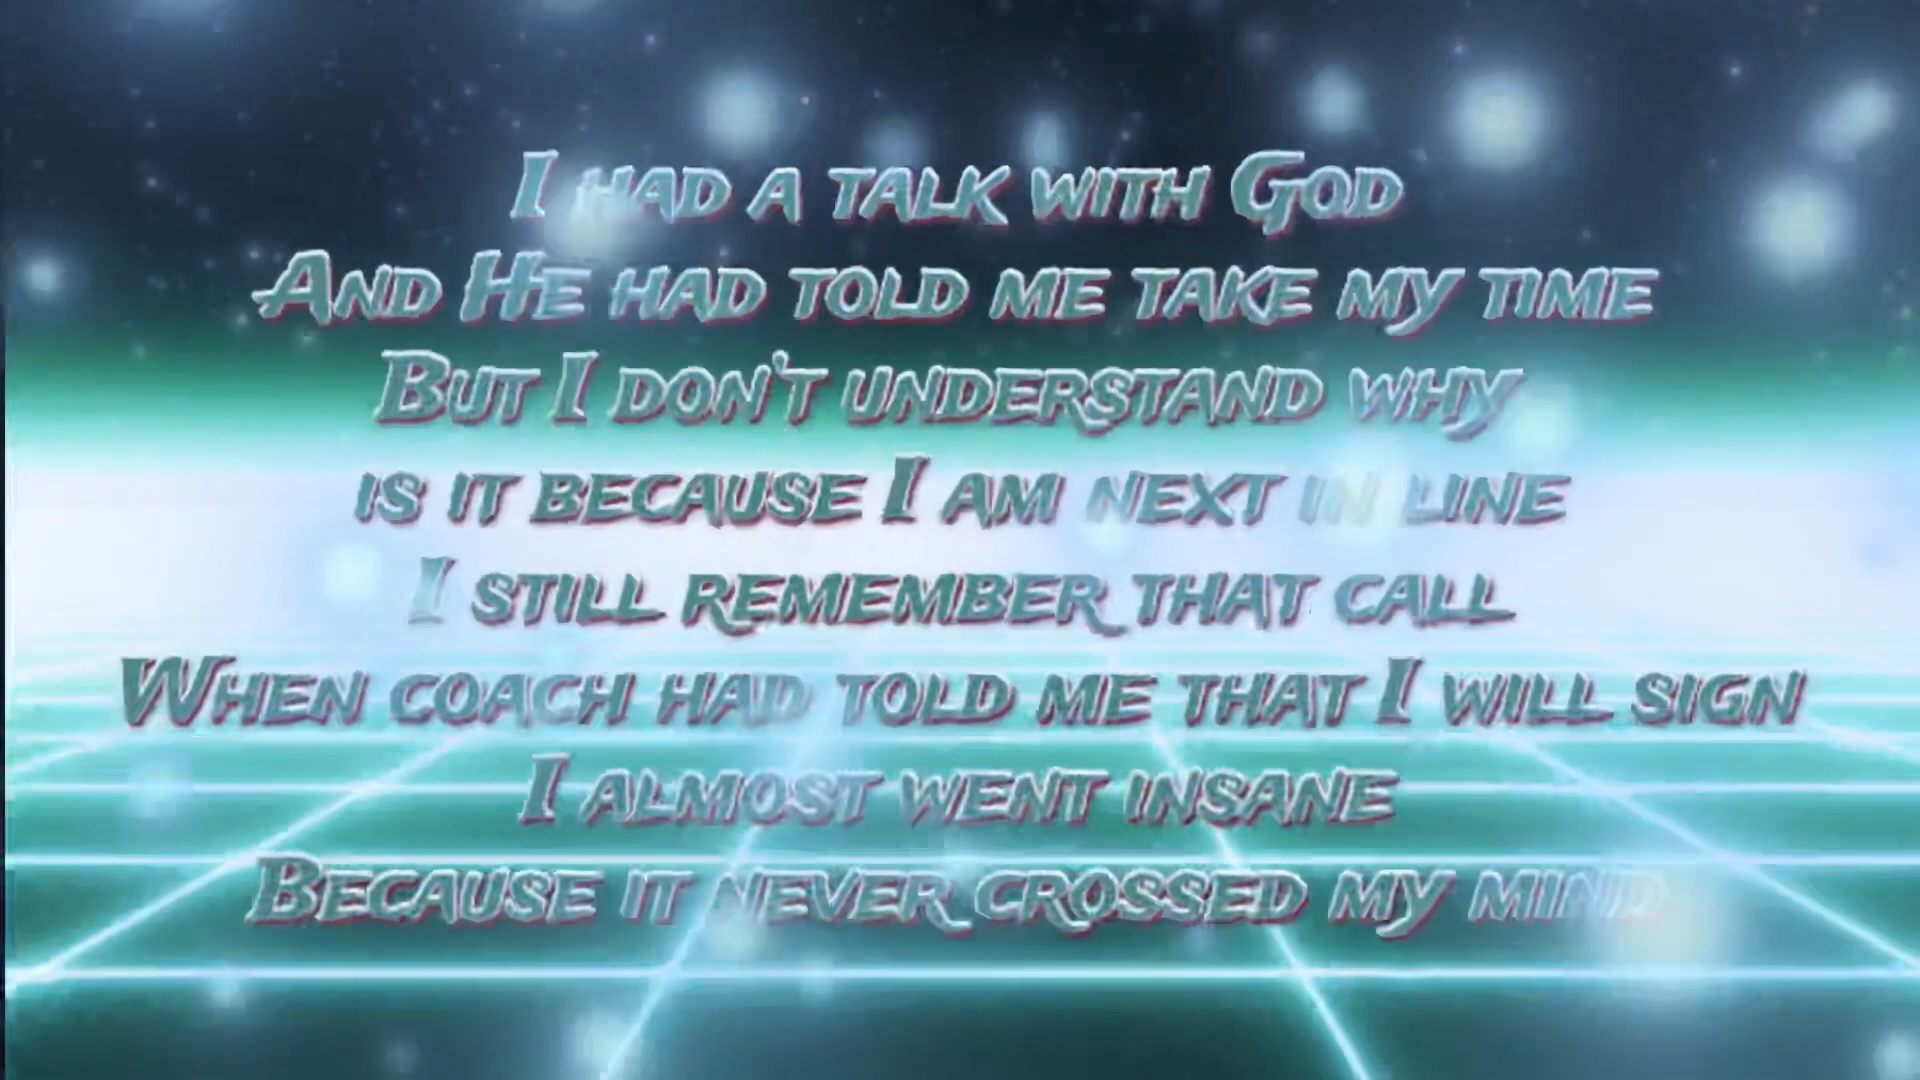 I had a talk with God
And He had told me take my time
But I don't understand why
is it because I am next in line
I still remember that call
When coach had told me that I will sign
I almost went insane
Because it never crossed my mind